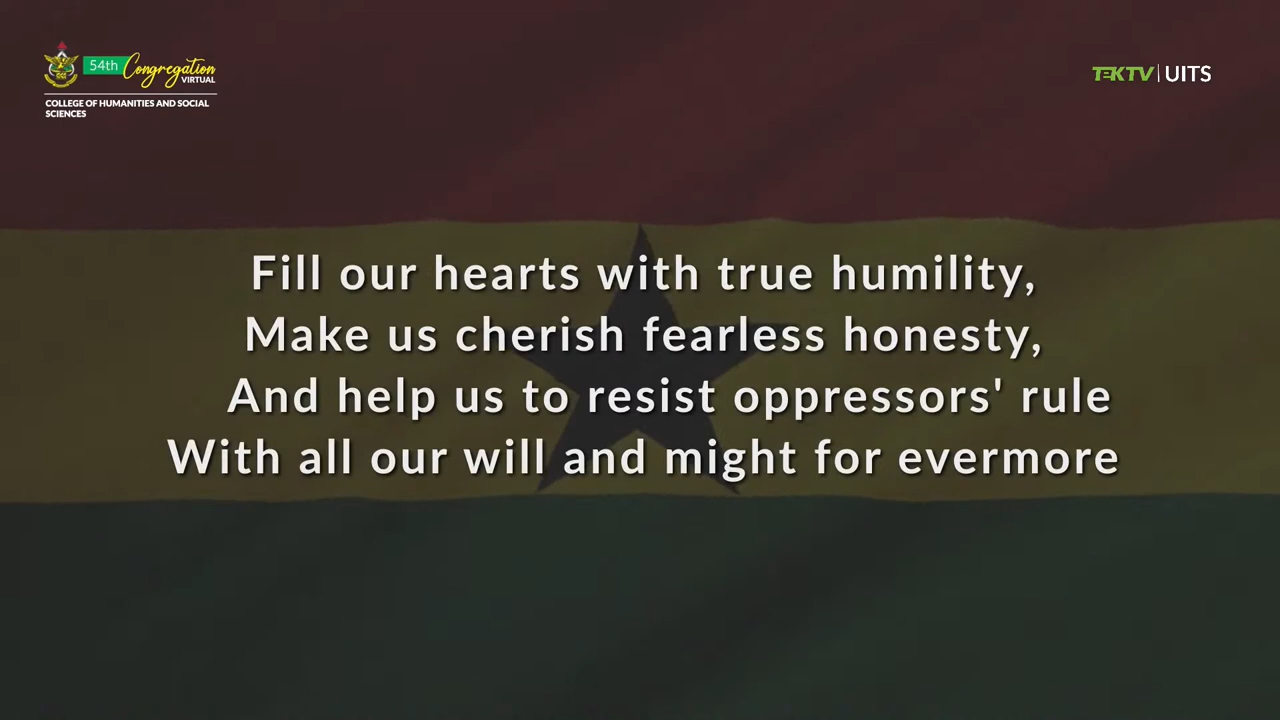 54th Congregation
VIRTUAL
COLLEGE OF HUMANITIES AND SOCIAL
SCIENCES
TEKTV | UITS
Fill our hearts with true humility,
Make us cherish fearless honesty,
And help us to resist oppressors' rule
With all our will and might for evermore